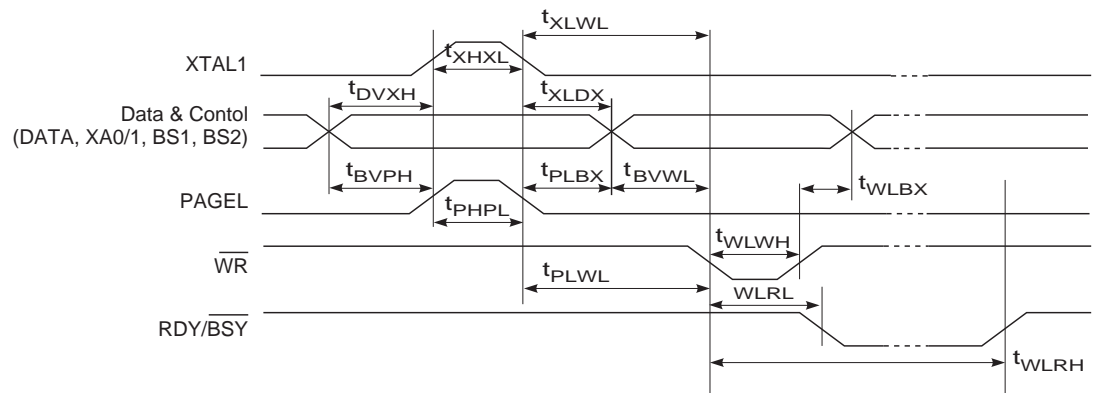 tXLWL
XTAL1
tXHXL
tDVXH
tXLDX
Data & Contol
(DATA, XA0/1, BS1, BS2)
tBVPH
tPLBX
tBVWL
tWLBX
PAGEL
tPHPL
tWLWH
WR
tPLWL
WLRL
RDY/BSY
tWLRH